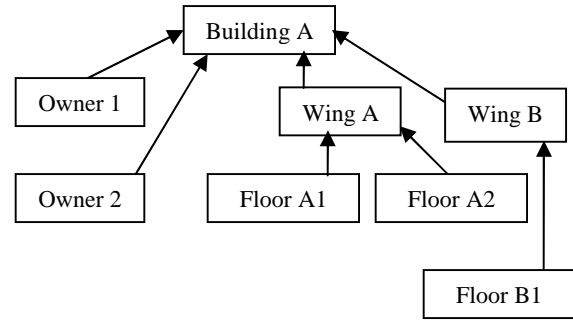 Building A
Owner 1
Wing A
Wing B
Owner 2
Floor A1
Floor A2
Floor B1